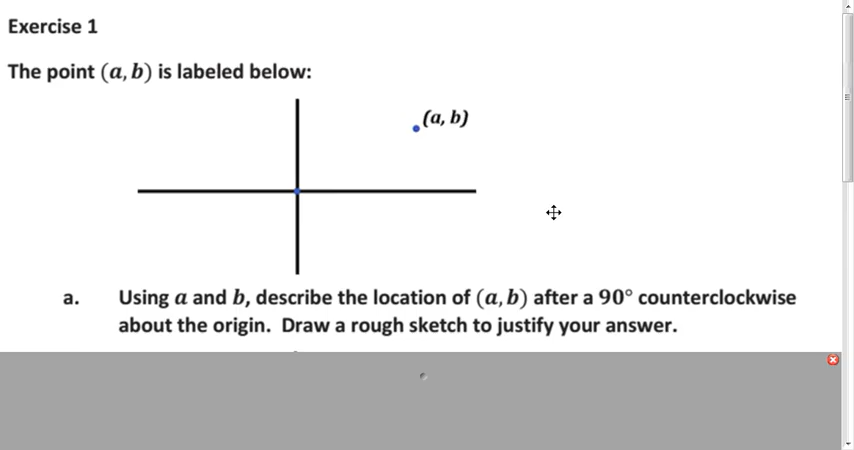 Exercise 1
The point (a, b) is labeled below:
(a, b)
a. Using a and b, describe the location of (a, b) after a 90° counterclockwise
about the origin. Draw a rough sketch to justify your answer.